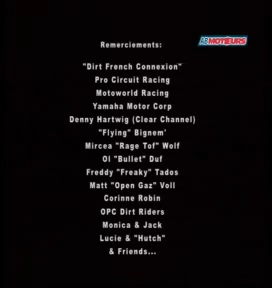 Remerciements:
AB MOTEURS
"Dirt French Connexion"
Pro Circuit Racing
Motoworld Racing
Yamaha Motor Corp
Denny Hartwig (Clear Channel)
"Flying" Bignem'
Mircea "Rage Tof" Wolf
Ol "Bullet" Duf
Freddy "Freaky" Tados
Matt "Open Gaz" Voll
Corinne Robin
OPC Dirt Riders
Monica & Jack
Lucie & "Hutch"
& Friends...